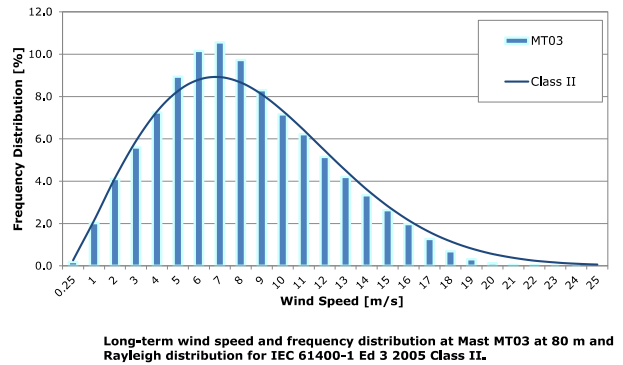 12.0
10.0
8.0
6.0
4.0
2.0
0.0
Frequency Distribution [%]
MT03
Class II
0.25 1 2 3 4 5 6 7 8 9 10 11 12 13 14 15 16 17 18 19 20 21 22 23 24 25
Wind Speed [m/s]
Long-term wind speed and frequency distribution at Mast MT03 at 80 m and
Rayleigh distribution for IEC 61400-1 Ed 3 2005 Class II.